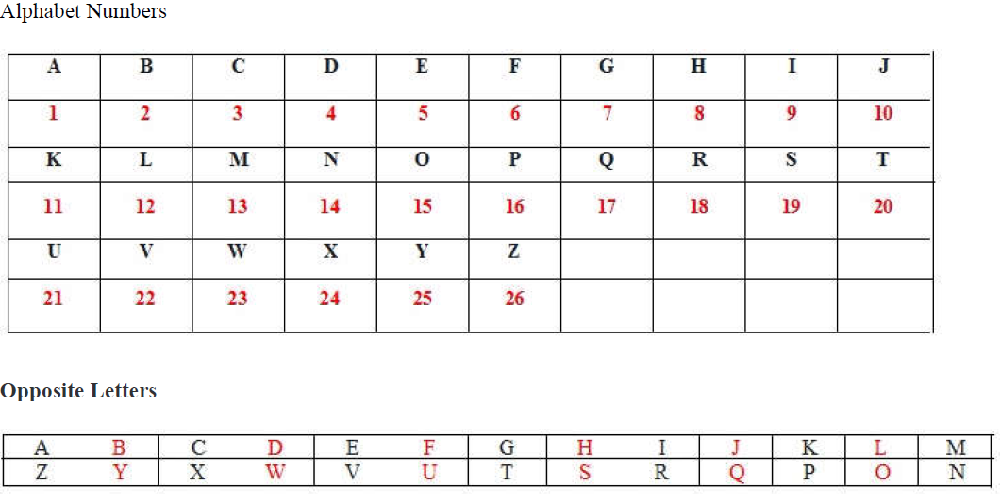 Alphabet Numbers
A B C D E F G H I J
1 2 3 4 5 6 7 8 9 10
K L M N O P Q R S T
11 12 13 14 15 16 17 18 19 20
U V W X Y Z
21 22 23 24 25 26
Opposite Letters
A B C D E F G H I J K L M
Z Y X W V U T S R Q P O N